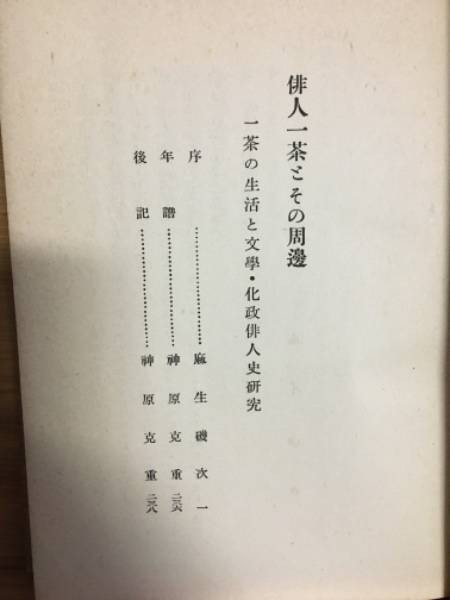 俳人一茶とその周邊
一茶の生活と文學・化政俳人史研究
序……………………麻生磯次 一
年譜……………………神原克重 二三六
後記……………………神原克重 二三八